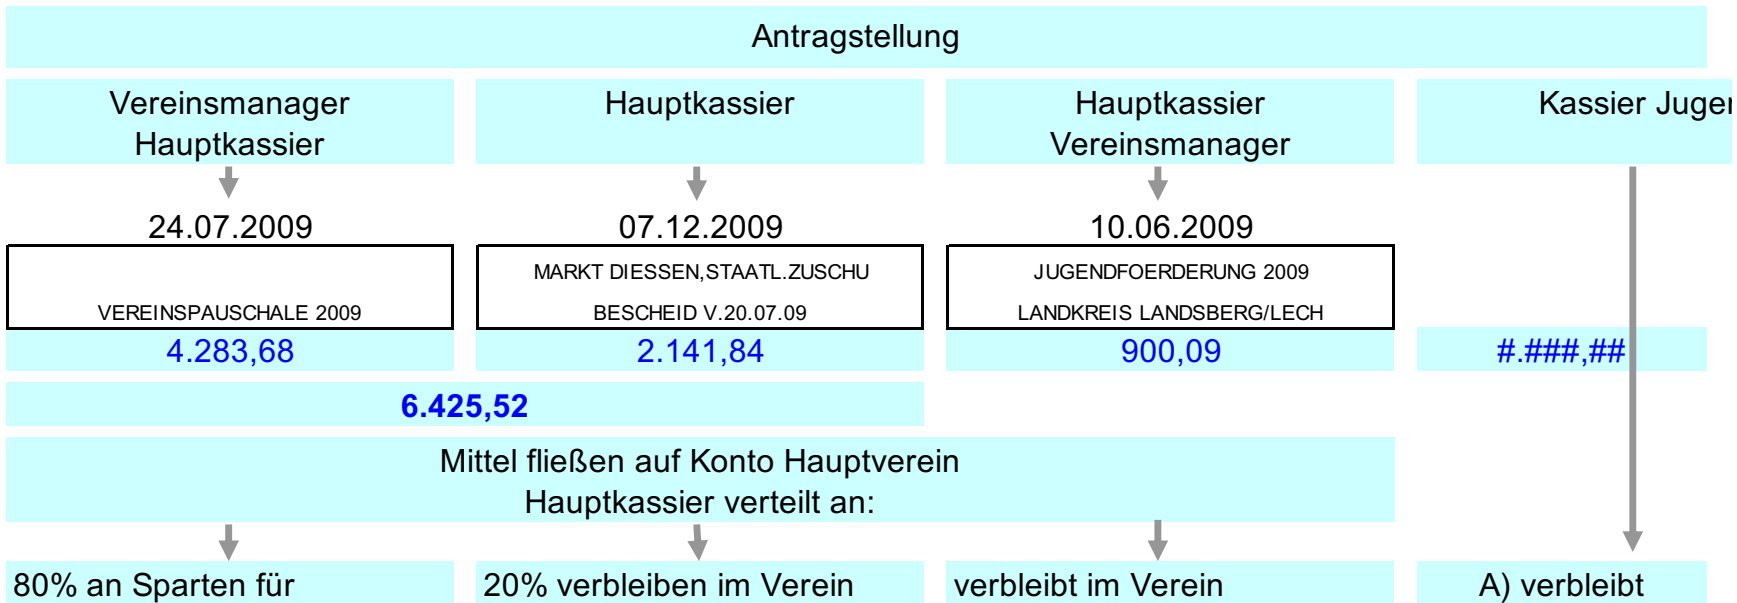 Antragstellung
Vereinsmanager
Hauptkassier
Hauptkassier
Hauptkassier
Vereinsmanager
Kassier Juger
24.07.2009
07.12.2009
10.06.2009
VEREINSPAUSCHALE 2009
MARKT DIESSEN,STAATL.ZUSCHU
BESCHEID V.20.07.09
JUGENDFOERDERUNG 2009
LANDKREIS LANDSBERG/LECH
4.283,68
2.141,84
900,09
#.###,##
6.425,52
Mittel fließen auf Konto Hauptverein
Hauptkassier verteilt an:
80% an Sparten für
20% verbleiben im Verein
verbleibt im Verein
A) verbleibt